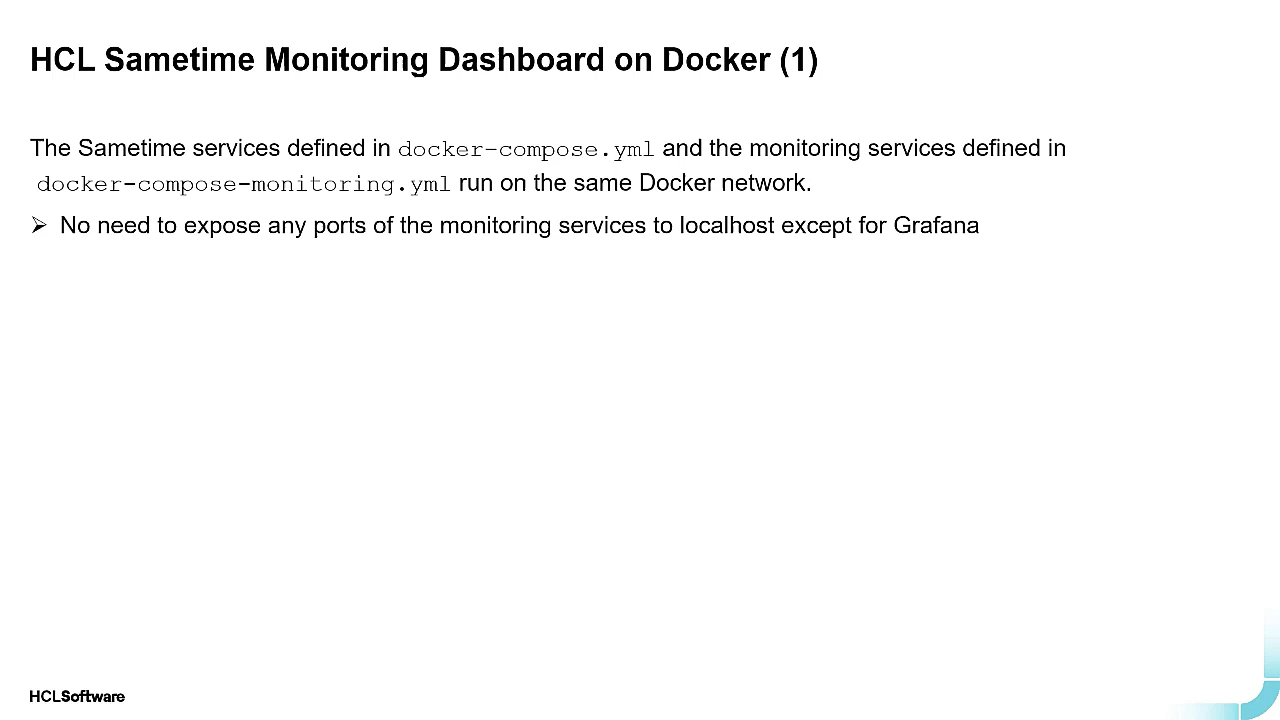 HCL Sametime Monitoring Dashboard on Docker (1)
The Sametime services defined in docker-compose.yml and the monitoring services defined in
docker-compose-monitoring.yml run on the same Docker network.
➢ No need to expose any ports of the monitoring services to localhost except for Grafana
HCLSoftware